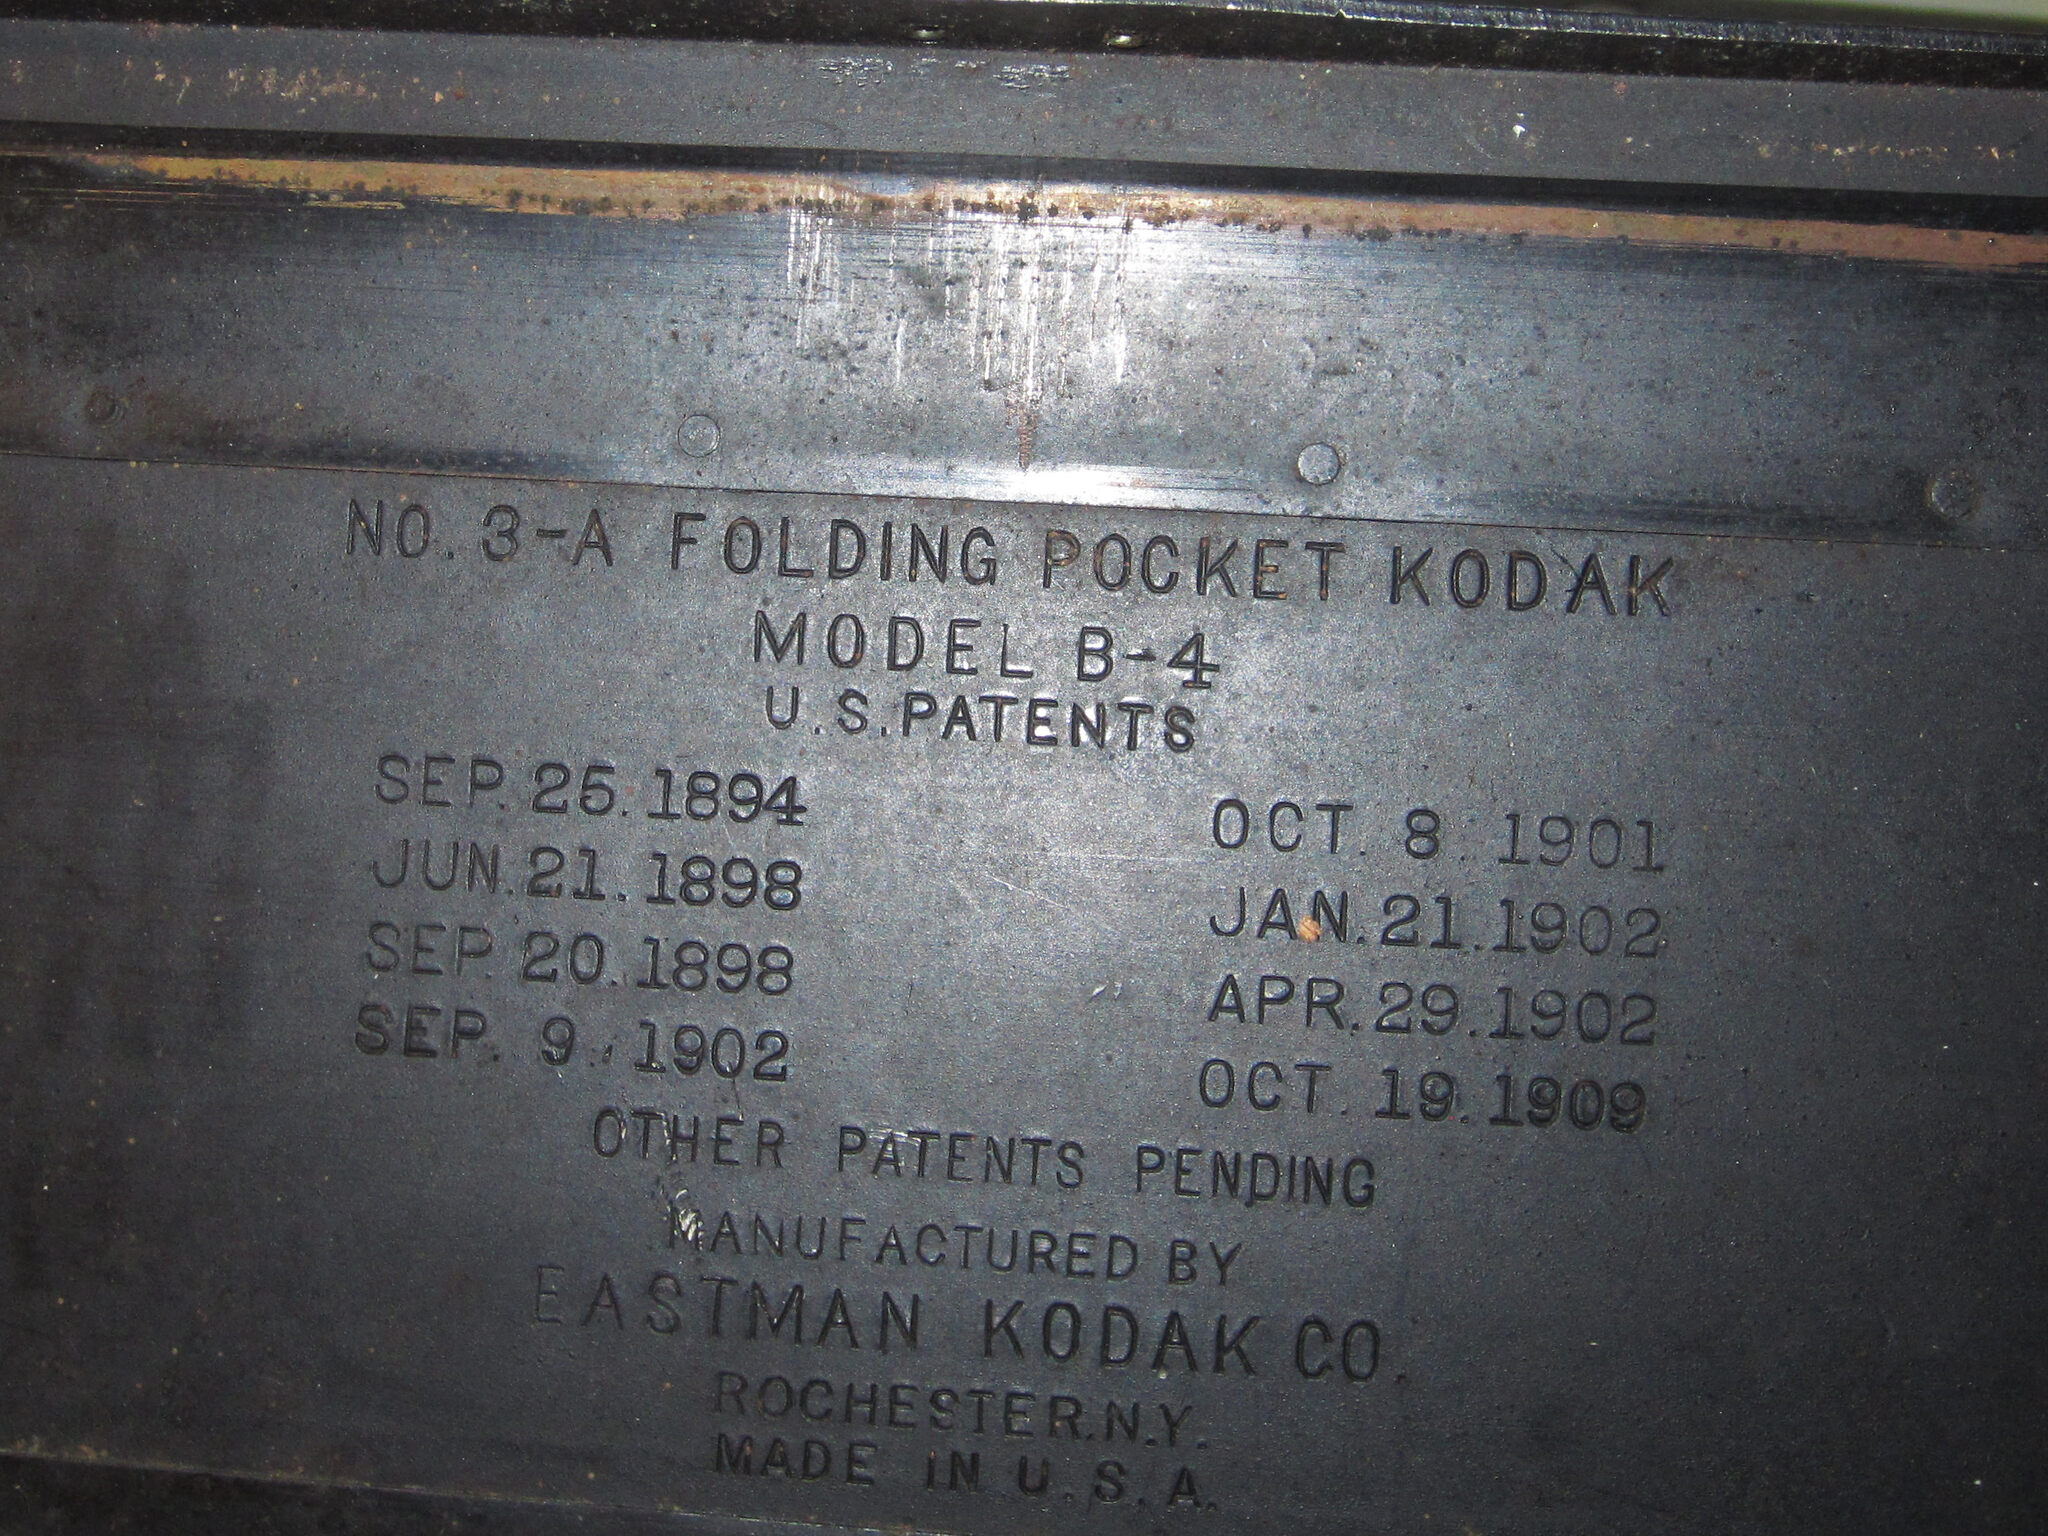 NO. 3-A FOLDING POCKET KODAK
MODEL B-4
U.S. PATENTS
SEP. 25. 1894 OCT. 8. 1901
JUN. 21. 1898 JAN. 21. 1902
SEP. 20. 1898 APR. 29. 1902
SEP. 9. 1902 OCT. 19. 1909
OTHER PATENTS PENDING
MANUFACTURED BY
EASTMAN KODAK CO.
ROCHESTER. N.Y.
MADE IN U.S.A.